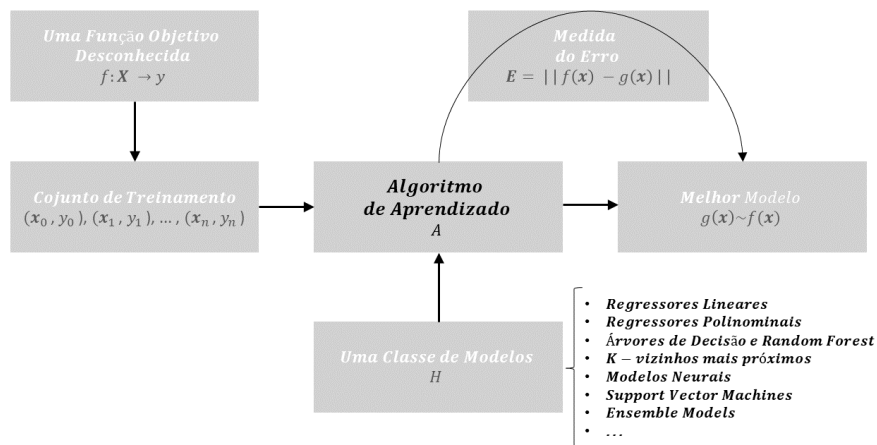 Uma Função Objetivo
Desconhecida
f: X → y
Medida
do Erro
E = ||f(x) − g(x)||
Cojunto de Treinamento
(x₀, y₀), (x₁, y₁), ..., (xₙ, yₙ)
Algoritmo
de Aprendizado
A
Melhor Modelo
g(x)~f(x)
Uma Classe de Modelos
H
• Regressores Lineares
• Regressores Polinominais
• Árvores de Decisão e Random Forest
• K − vizinhos mais próximos
• Modelos Neurais
• Support Vector Machines
• Ensemble Models
• ...